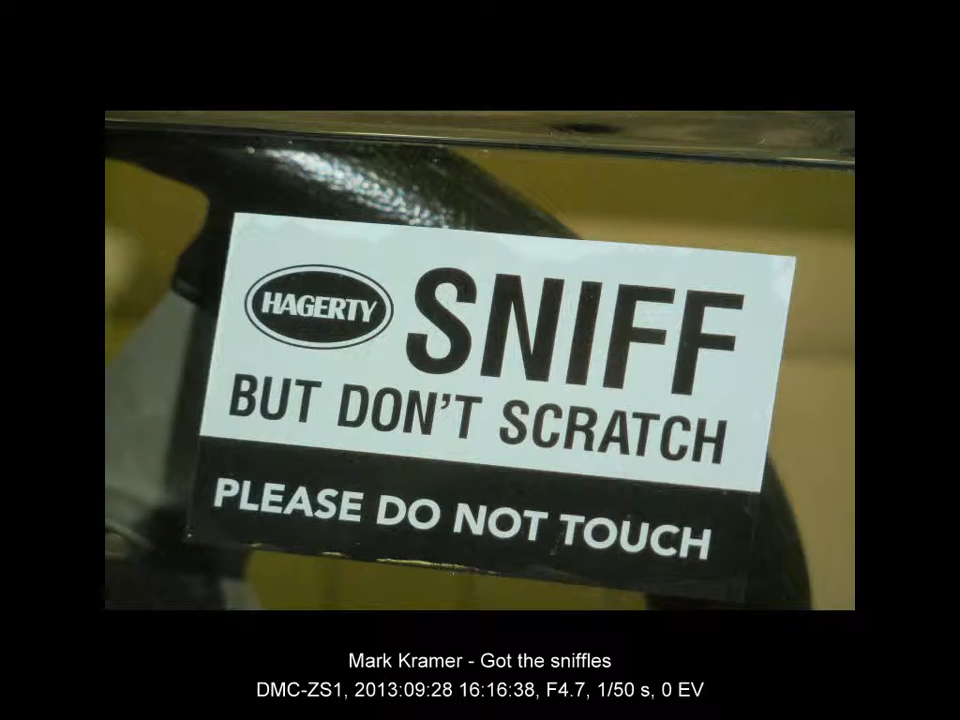 HAGERTY SNIFF
BUT DON'T SCRATCH
PLEASE DO NOT TOUCH
Mark Kramer - Got the sniffles
DMC-ZS1, 2013:09:28 16:16:38, F4.7, 1/50 s, 0 EV